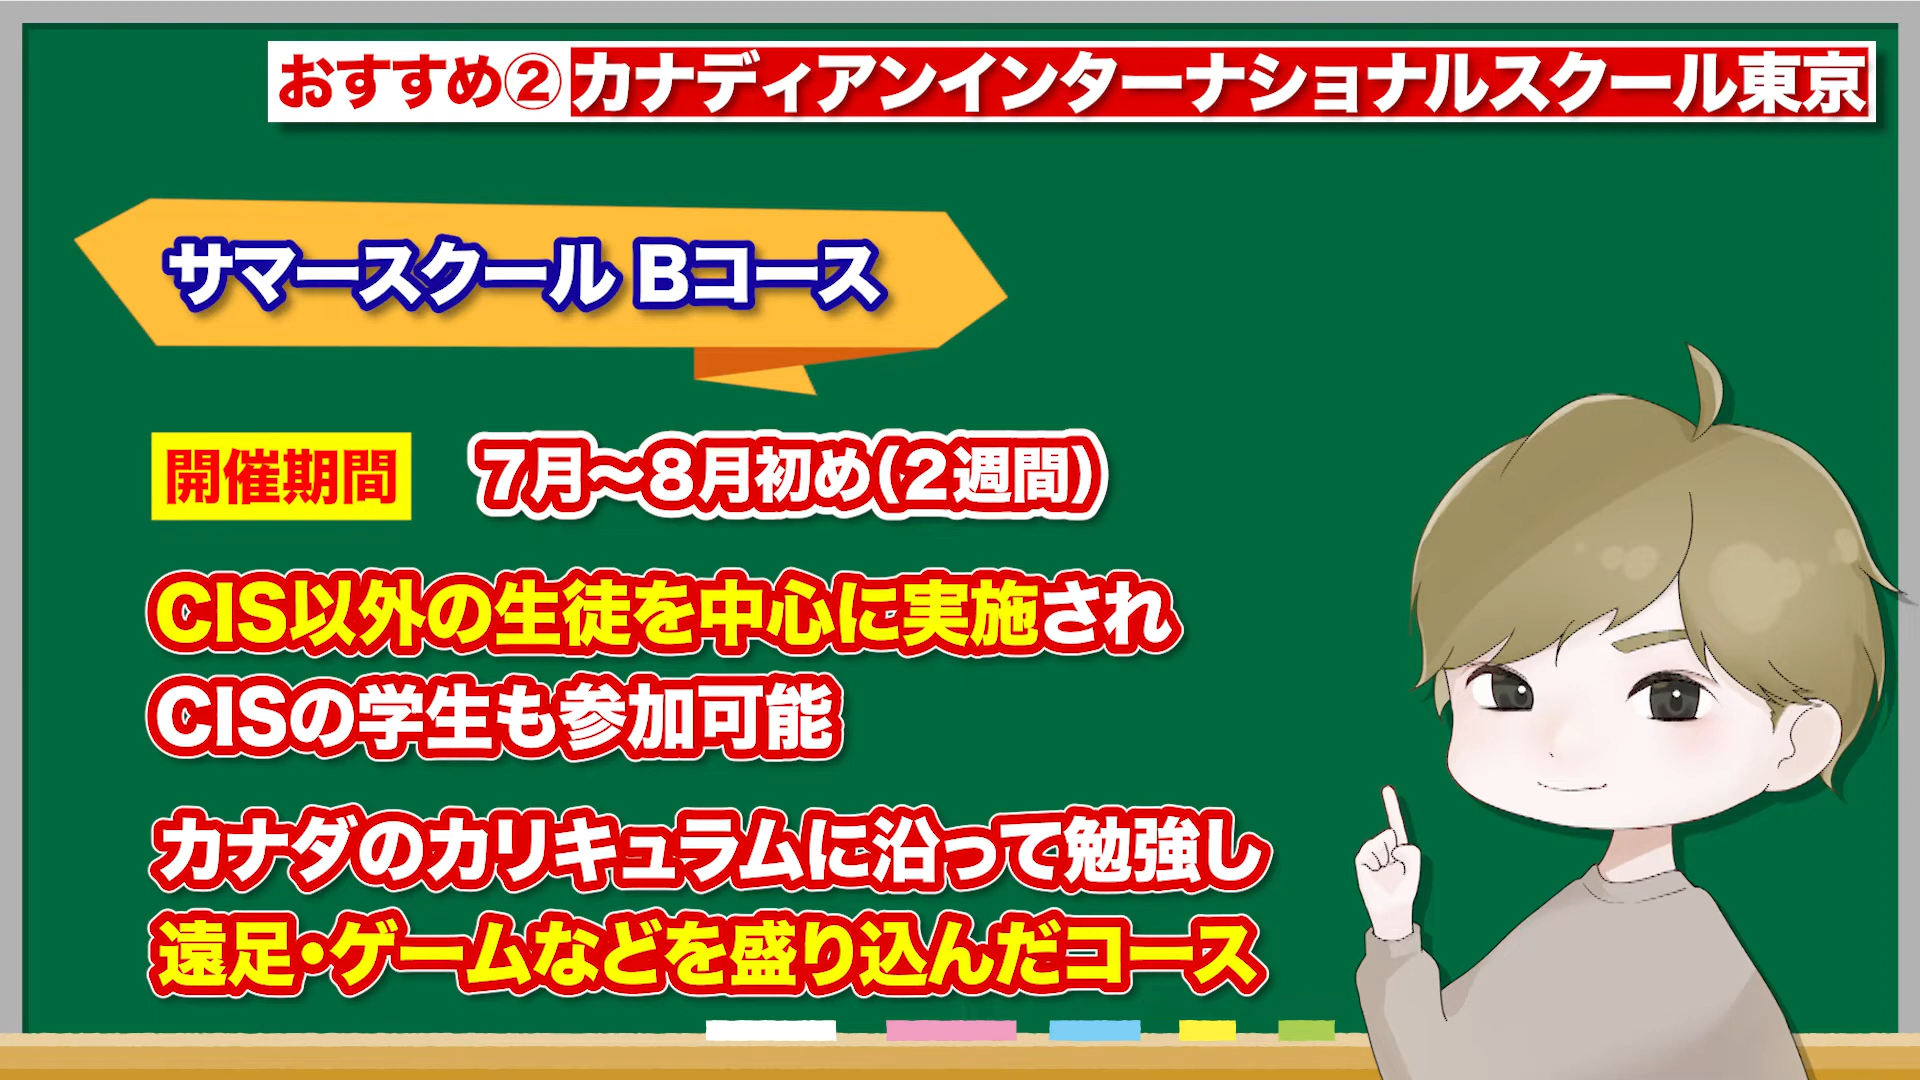 おすすめ②カナディアンインターナショナルスクール東京
サマースクール Bコース
開催期間 7月〜8月初め(2週間)
CIS以外の生徒を中心に実施され
CISの学生も参加可能
カナダのカリキュラムに沿って勉強し
遠足・ゲームなどを盛り込んだコース